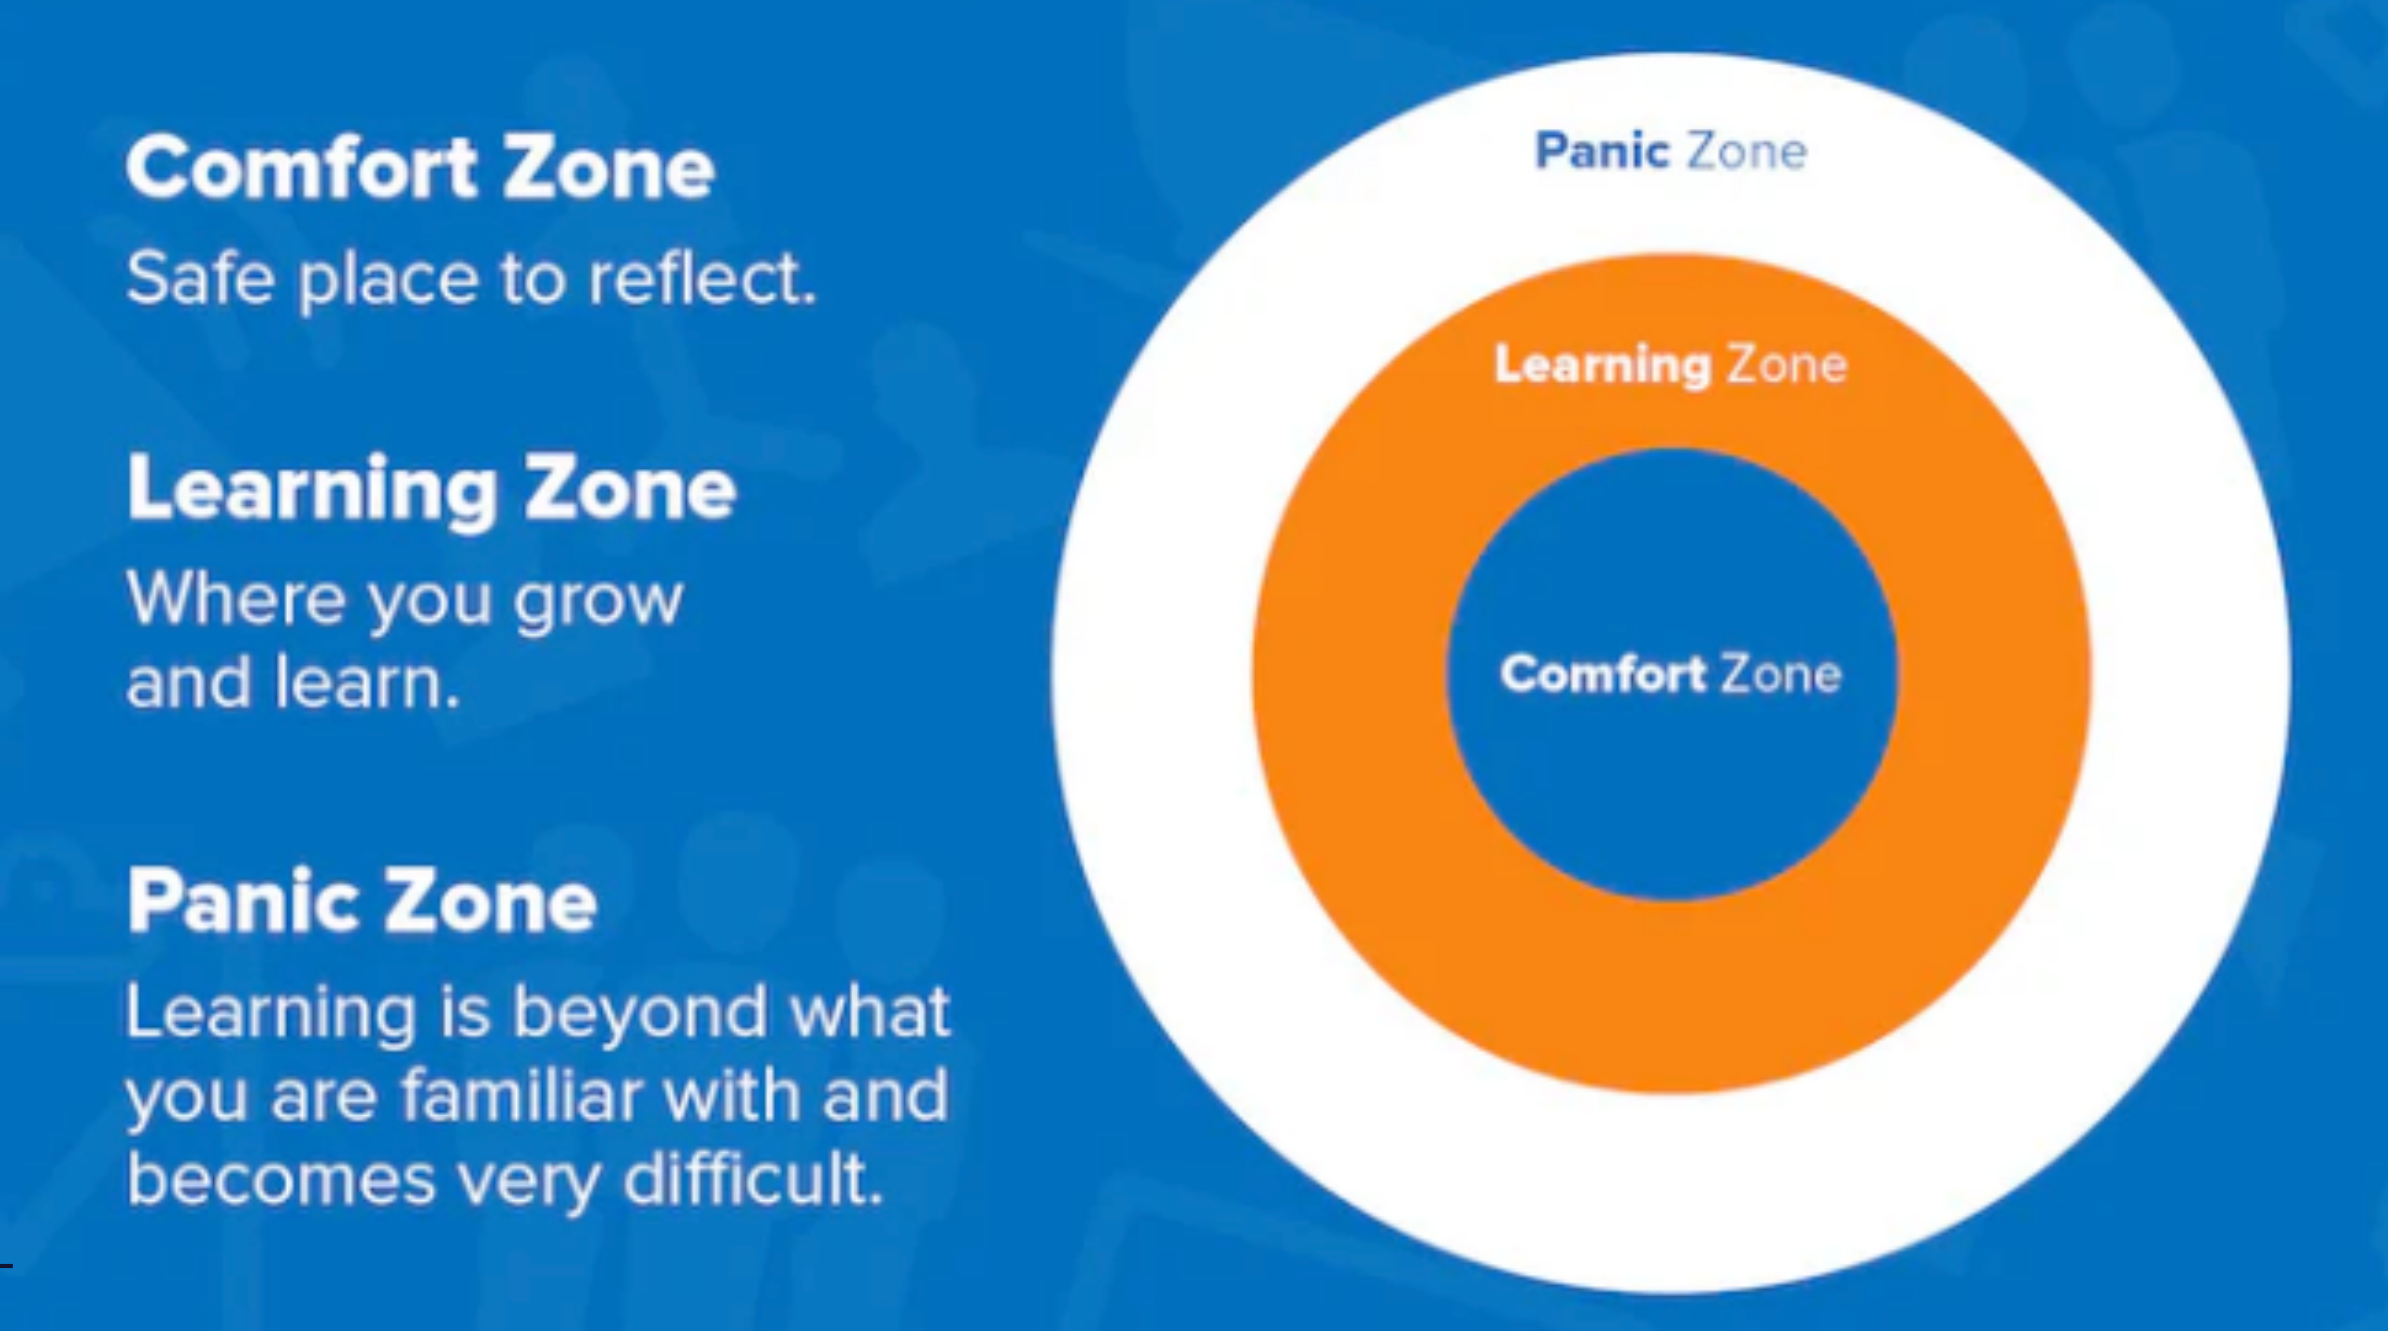 Comfort Zone
Safe place to reflect.
Learning Zone
Where you grow
and learn.
Panic Zone
Learning is beyond what
you are familiar with and
becomes very difficult.
Panic Zone
Learning Zone
Comfort Zone